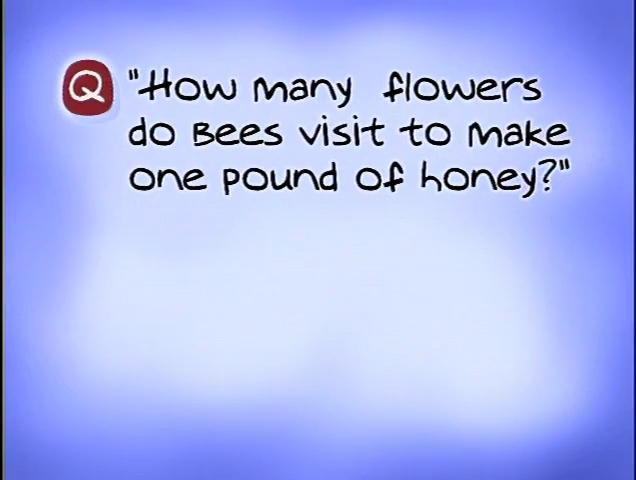 Q "How many flowers
do Bees visit to make
one pound of honey?"